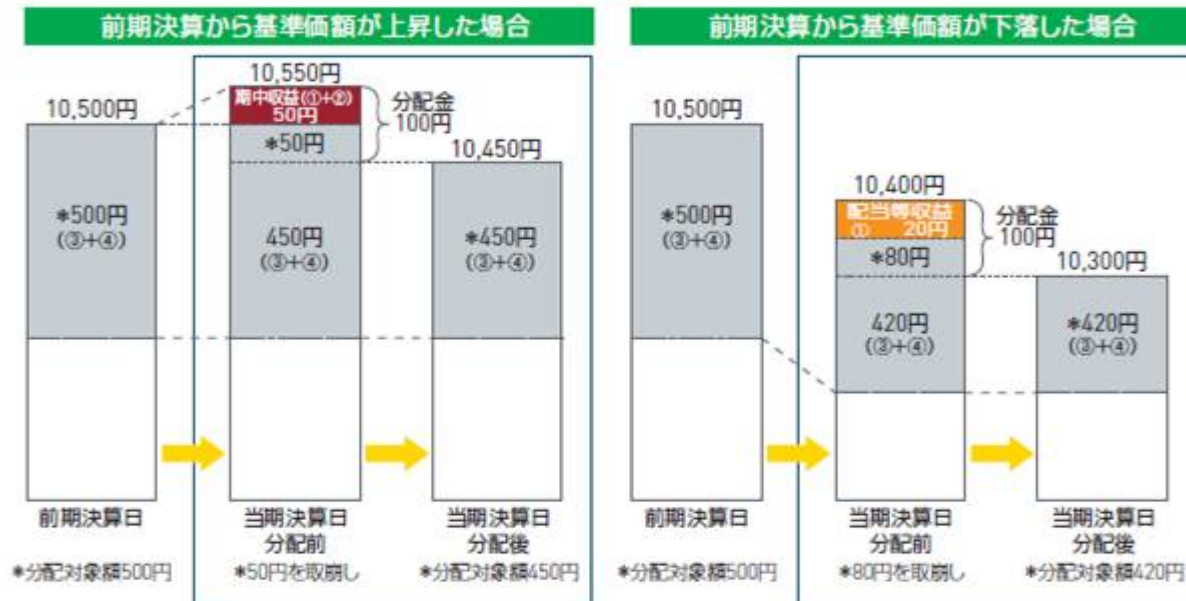 前期決算から基準価額が上昇した場合
10,500円
*500円
(③+④)
10,550円
期中収益(①+②)
50円
*50円
450円
(③+④)
分配金
100円
10,450円
*450円
(③+④)
前期決算日
*分配対象額500円
当期決算日
分配前
*50円を取崩し
当期決算日
分配後
*分配対象額450円
前期決算から基準価額が下落した場合
10,500円
*500円
(③+④)
10,400円
配当等収益
① 20円
*80円
420円
(③+④)
分配金
100円
10,300円
*420円
(③+④)
前期決算日
*分配対象額500円
当期決算日
分配前
*80円を取崩し
当期決算日
分配後
*分配対象額420円